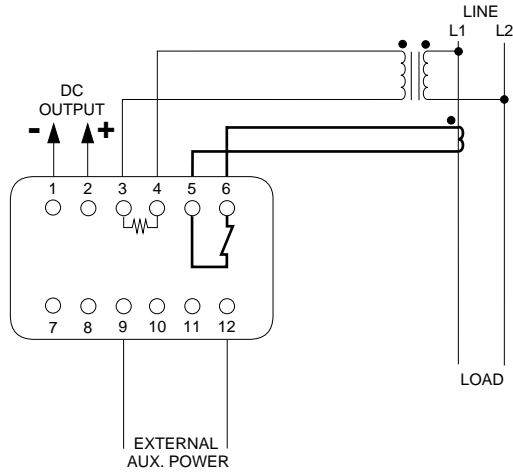 LINE
L1 L2
DC
OUTPUT
- +
1 2 3 4 5 6
7 8 9 10 11 12
LOAD
EXTERNAL
AUX. POWER